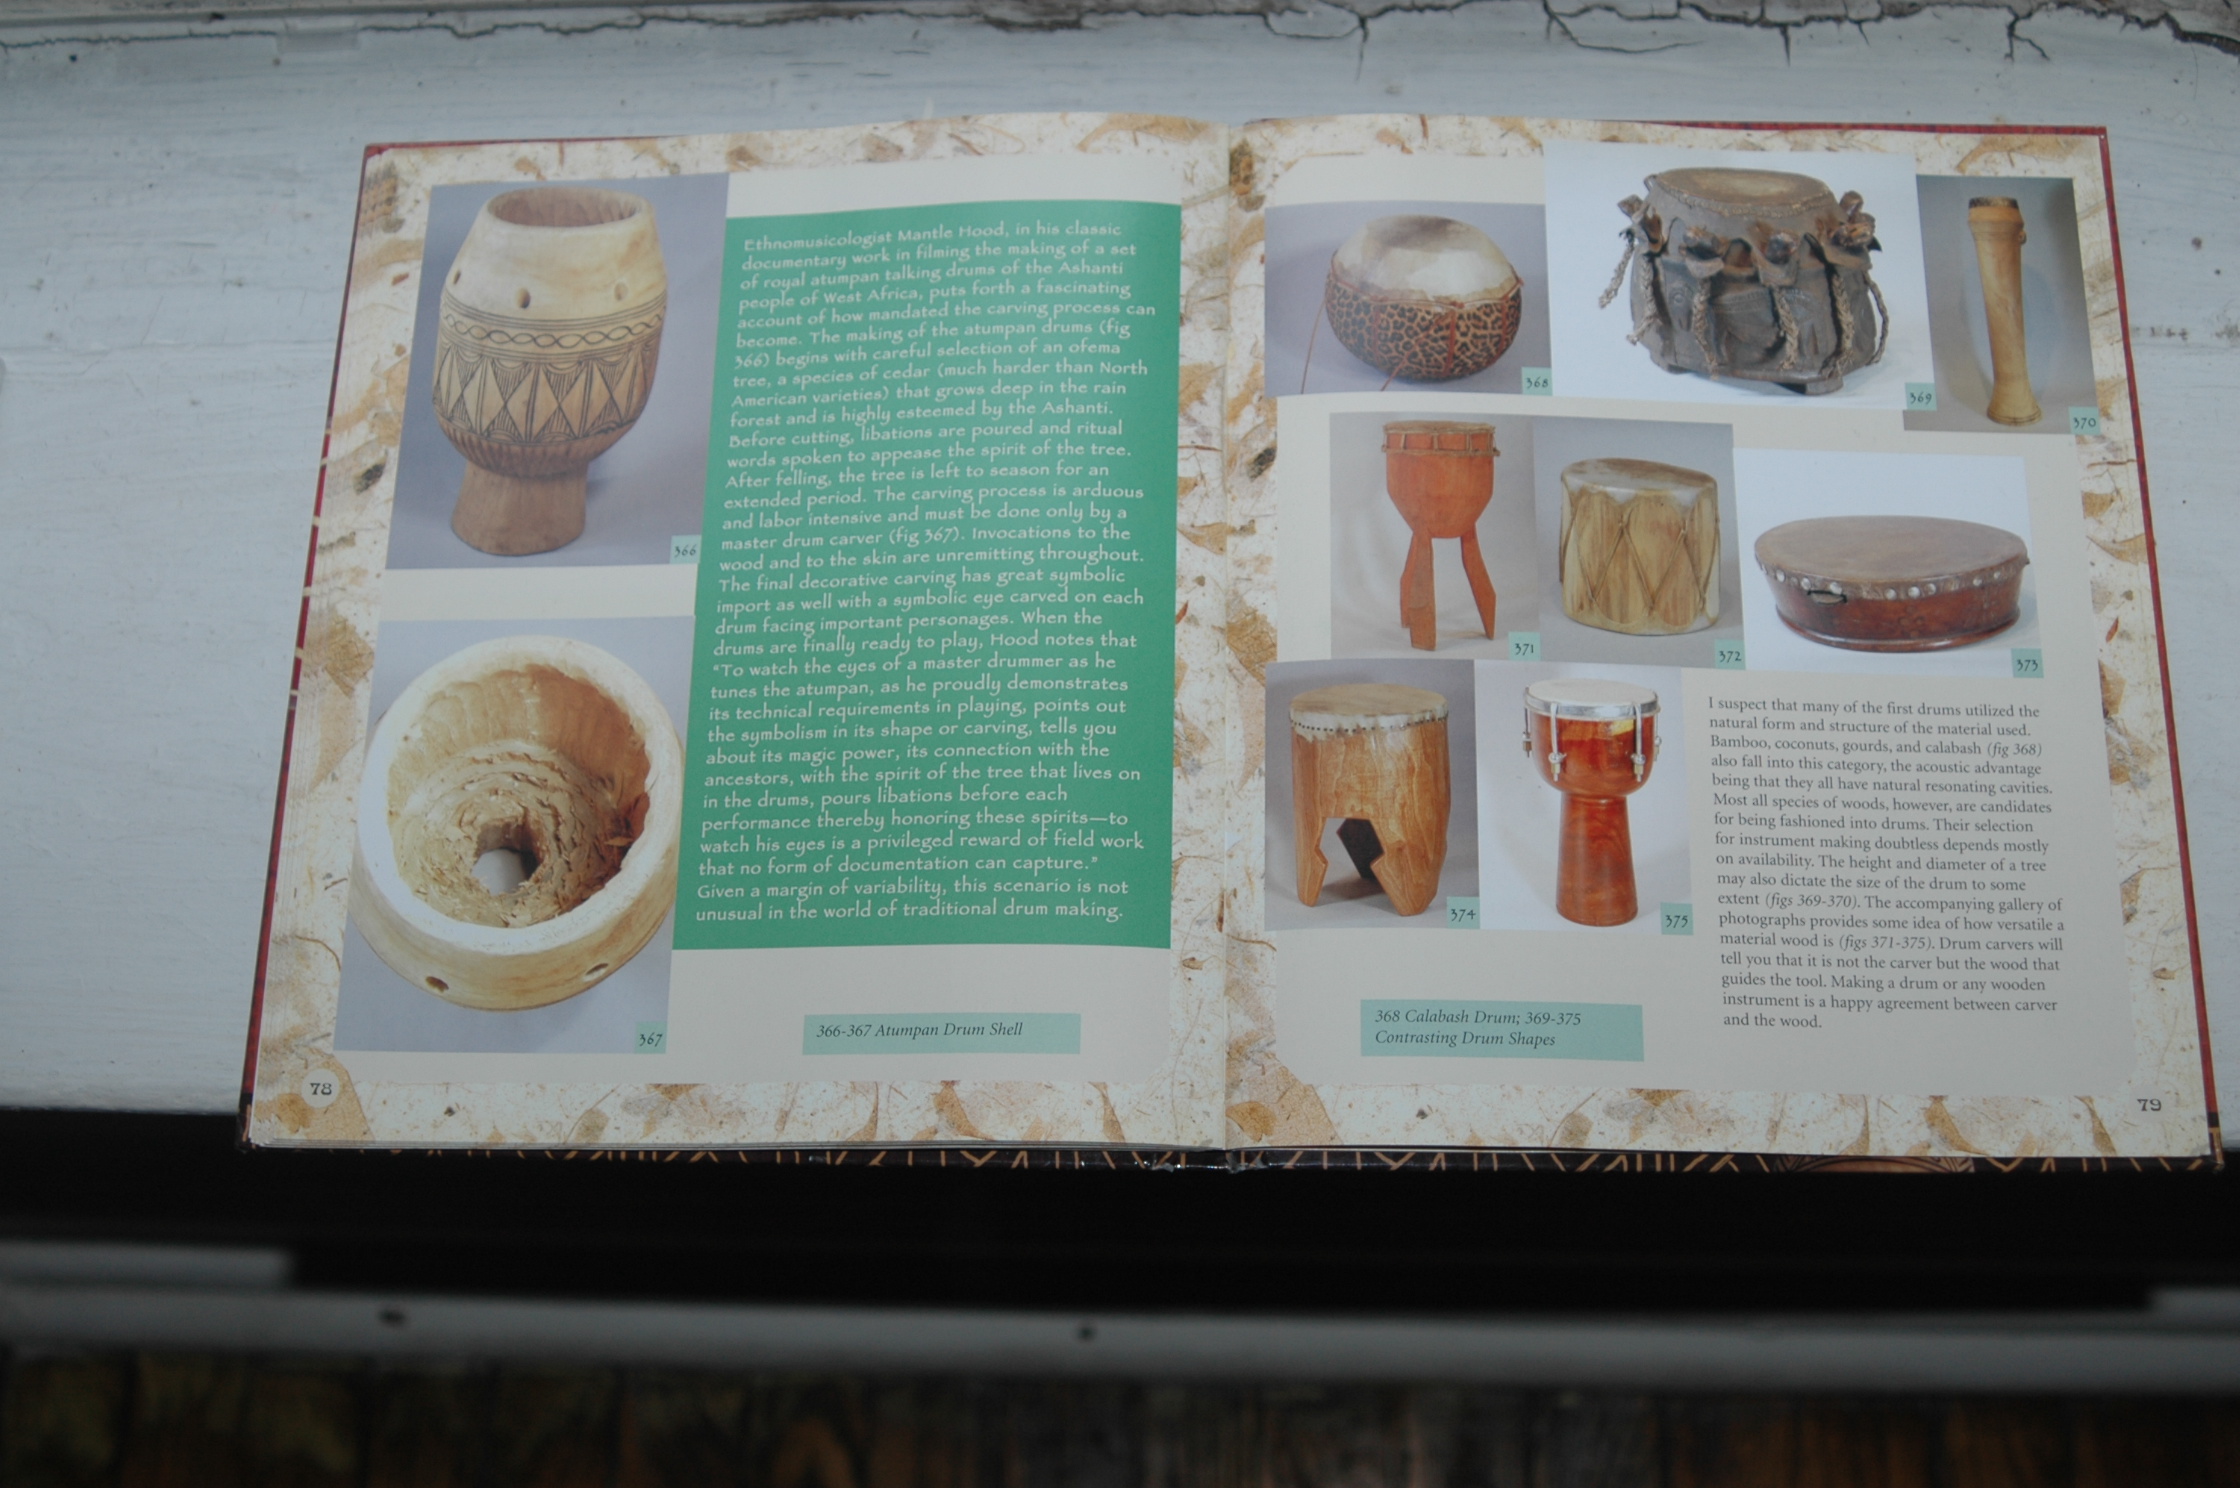 Ethnomusicologist Mantle Hood, in his classic
documentary work in filming the making of a set
of royal atumpan talking drums of the Ashanti
people of West Africa, puts forth a fascinating
account of how mandated the carving process can
become. The making of the atumpan drums (fig
366) begins with careful selection of an ofema
tree, a species of cedar (much harder than North
American varieties) that grows deep in the rain
forest and is highly esteemed by the Ashanti.
Before cutting, libations are poured and ritual
words spoken to appease the spirit of the tree.
After felling, the tree is left to season for an
extended period. The carving process is arduous
and labor intensive and must be done only by a
master drum carver (fig 367). Invocations to the
wood and to the skin are unremitting throughout.
The final decorative carving has great symbolic
import as well with a symbolic eye carved on each
drum facing important personages. When the
drums are finally ready to play, Hood notes that
"To watch the eyes of a master drummer as he
tunes the atumpan, as he proudly demonstrates
its technical requirements in playing, points out
the symbolism in its shape or carving, tells you
about its magic power, its connection with the
ancestors, with the spirit of the tree that lives on
in the drums, pours libations before each
performance thereby honoring these spirits—to
watch his eyes is a privileged reward of field work
that no form of documentation can capture."
Given a margin of variability, this scenario is not
unusual in the world of traditional drum making.
366
367
366-367 Atumpan Drum Shell
78
368
369
370
371
372
373
374
375
I suspect that many of the first drums utilized the
natural form and structure of the material used.
Bamboo, coconuts, gourds, and calabash (fig 368)
also fall into this category, the acoustic advantage
being that they all have natural resonating cavities.
Most all species of woods, however, are candidates
for being fashioned into drums. Their selection
for instrument making doubtless depends mostly
on availability. The height and diameter of a tree
may also dictate the size of the drum to some
extent (figs 369-370). The accompanying gallery of
photographs provides some idea of how versatile a
material wood is (figs 371-375). Drum carvers will
tell you that it is not the carver but the wood that
guides the tool. Making a drum or any wooden
instrument is a happy agreement between carver
and the wood.
368 Calabash Drum; 369-375
Contrasting Drum Shapes
79